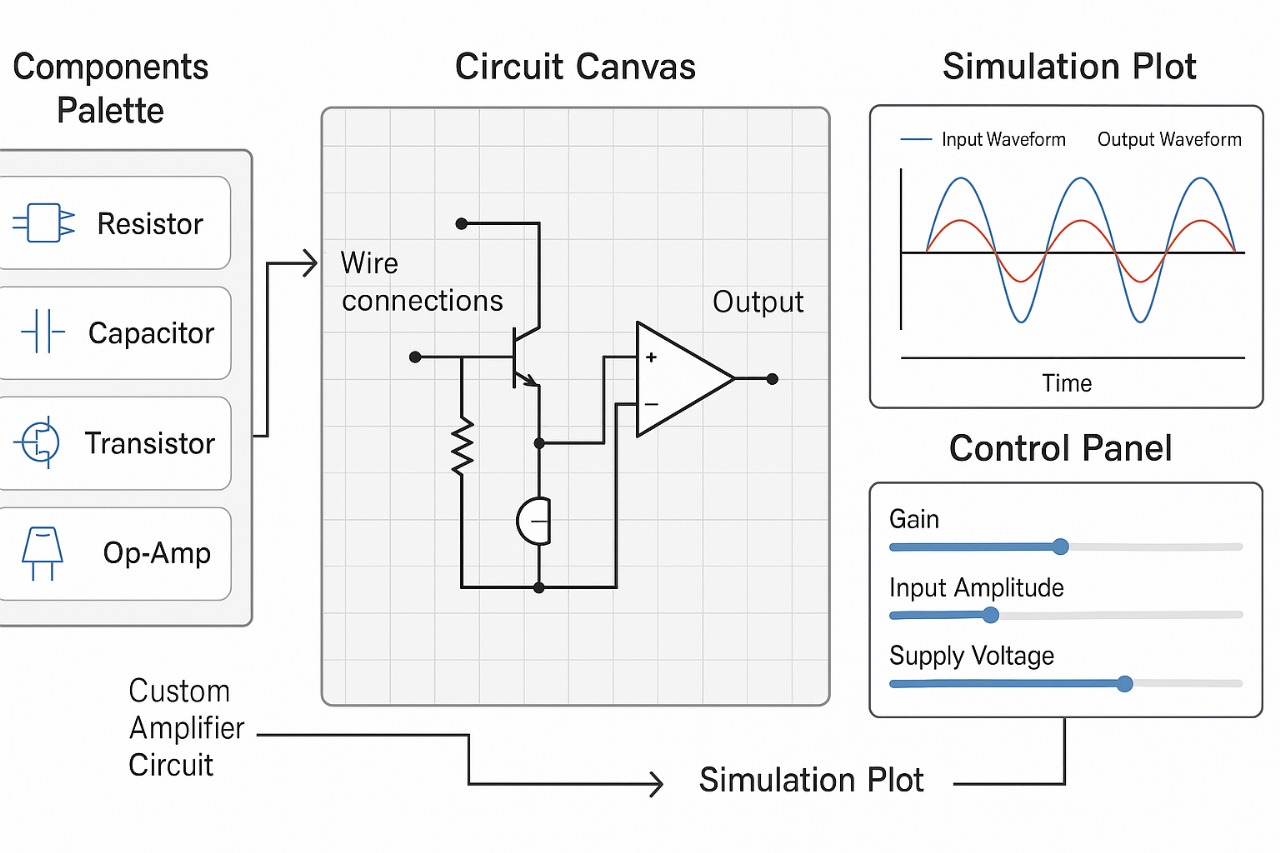 Components
Palette
Resistor
Capacitor
Transistor
Op-Amp
Circuit Canvas
Wire
connections
Output
+
−
Simulation Plot
Input Waveform
Output Waveform
Time
Control Panel
Gain
Input Amplitude
Supply Voltage
Custom
Amplifier
Circuit
Simulation Plot